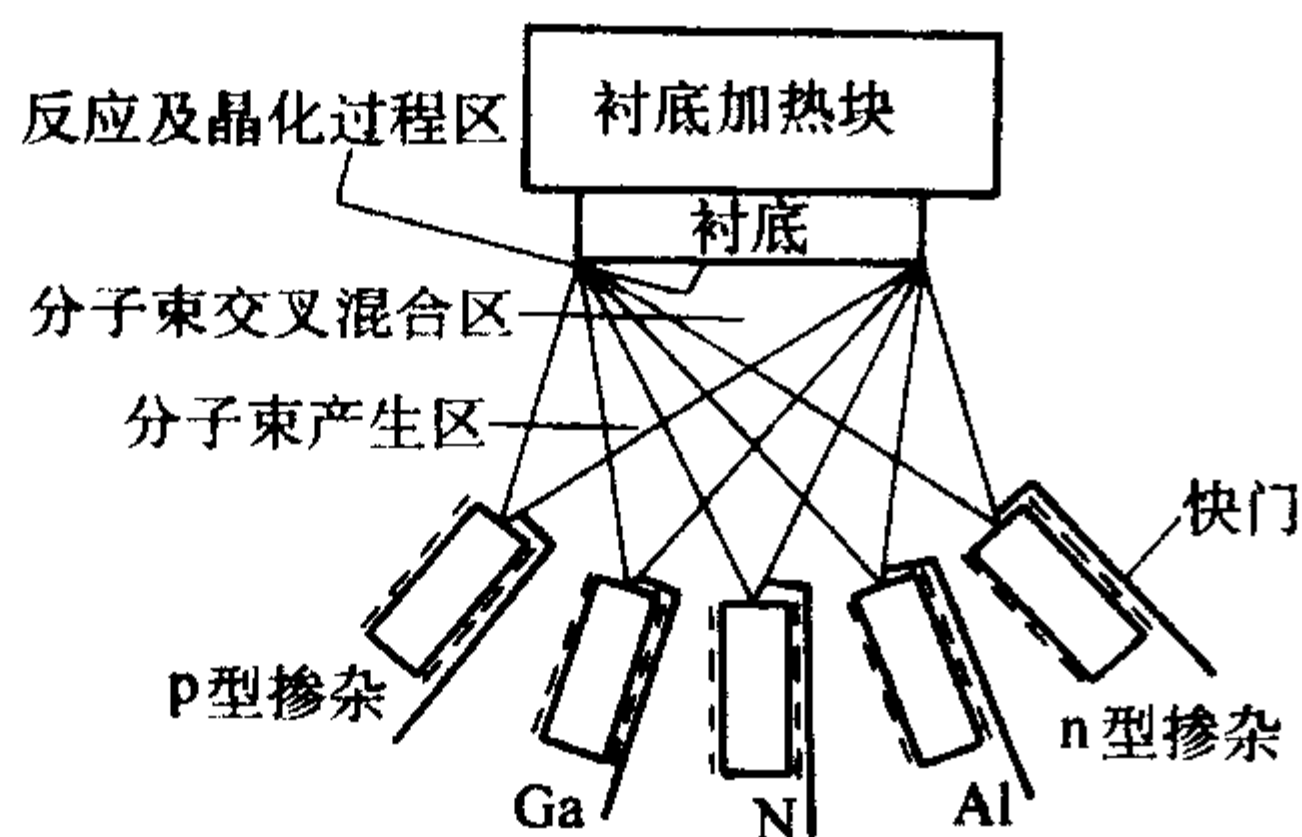 衬底加热块
反应及晶化过程区
衬底
分子束交叉混合区
分子束产生区
快门
p型掺杂
n型掺杂
Ga
N
Al